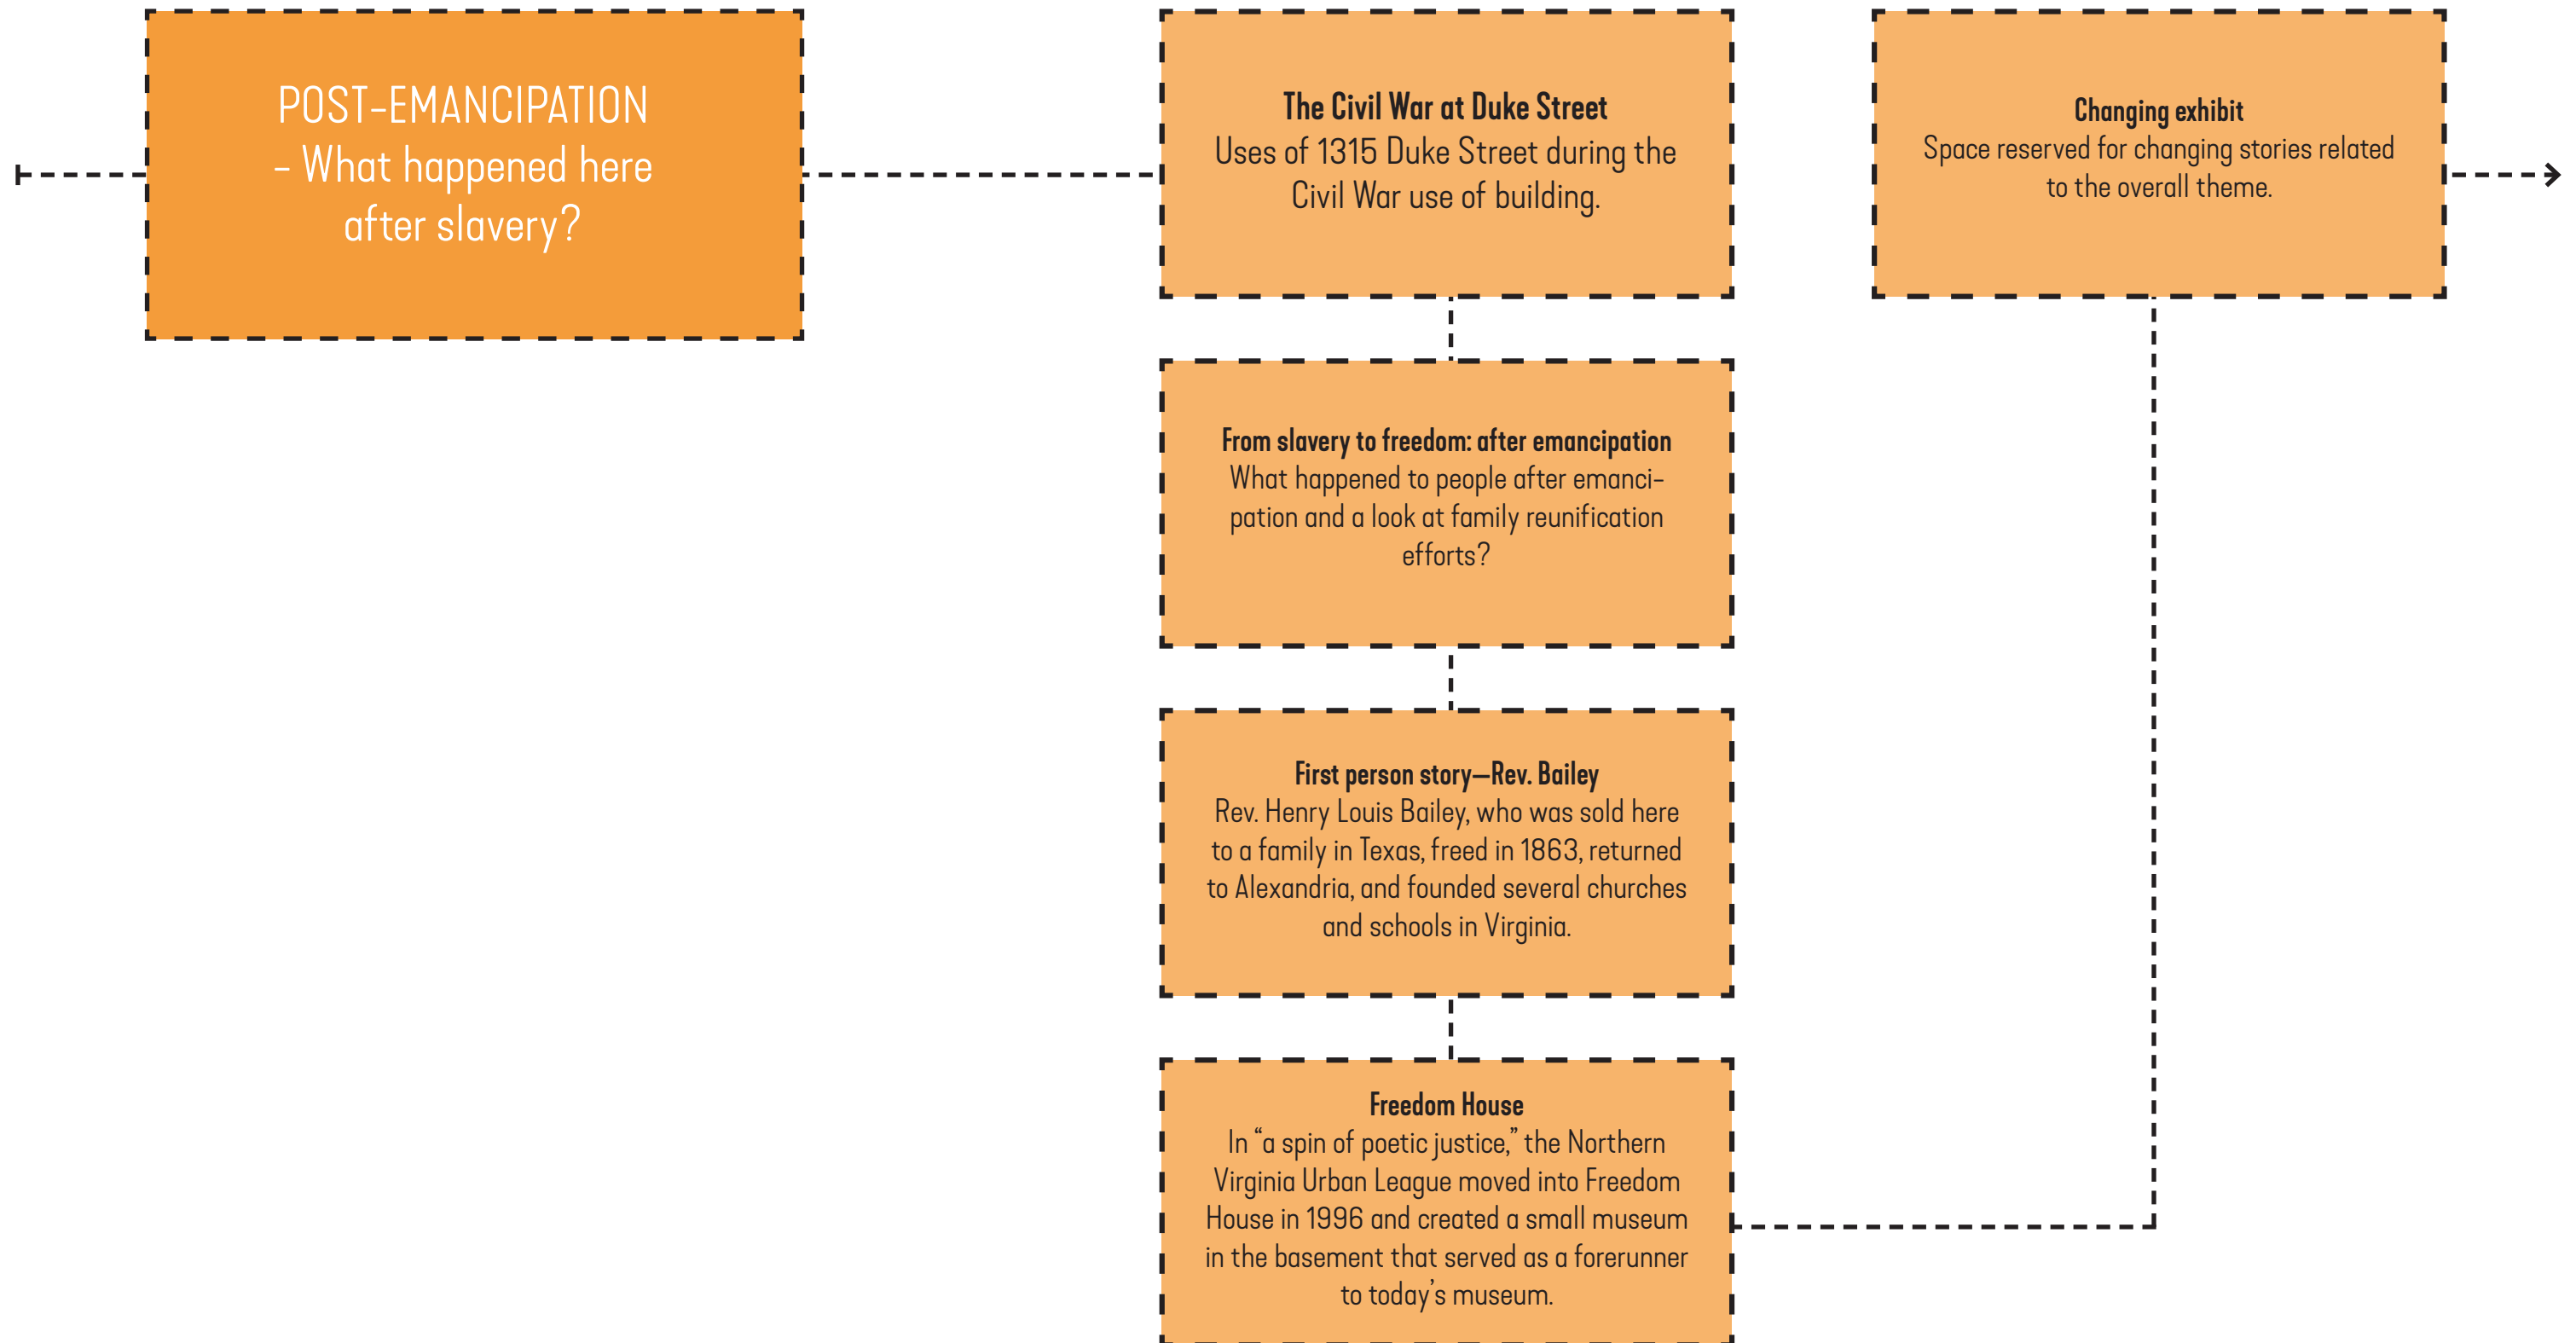 POST-EMANCIPATION
- What happened here
after slavery?
The Civil War at Duke Street
Uses of 1315 Duke Street during the
Civil War use of building.
From slavery to freedom: after emancipation
What happened to people after emanci-
pation and a look at family reunification
efforts?
First person story—Rev. Bailey
Rev. Henry Louis Bailey, who was sold here
to a family in Texas, freed in 1863, returned
to Alexandria, and founded several churches
and schools in Virginia.
Freedom House
In “a spin of poetic justice,” the Northern
Virginia Urban League moved into Freedom
House in 1996 and created a small museum
in the basement that served as a forerunner
to today’s museum.
Changing exhibit
Space reserved for changing stories related
to the overall theme.